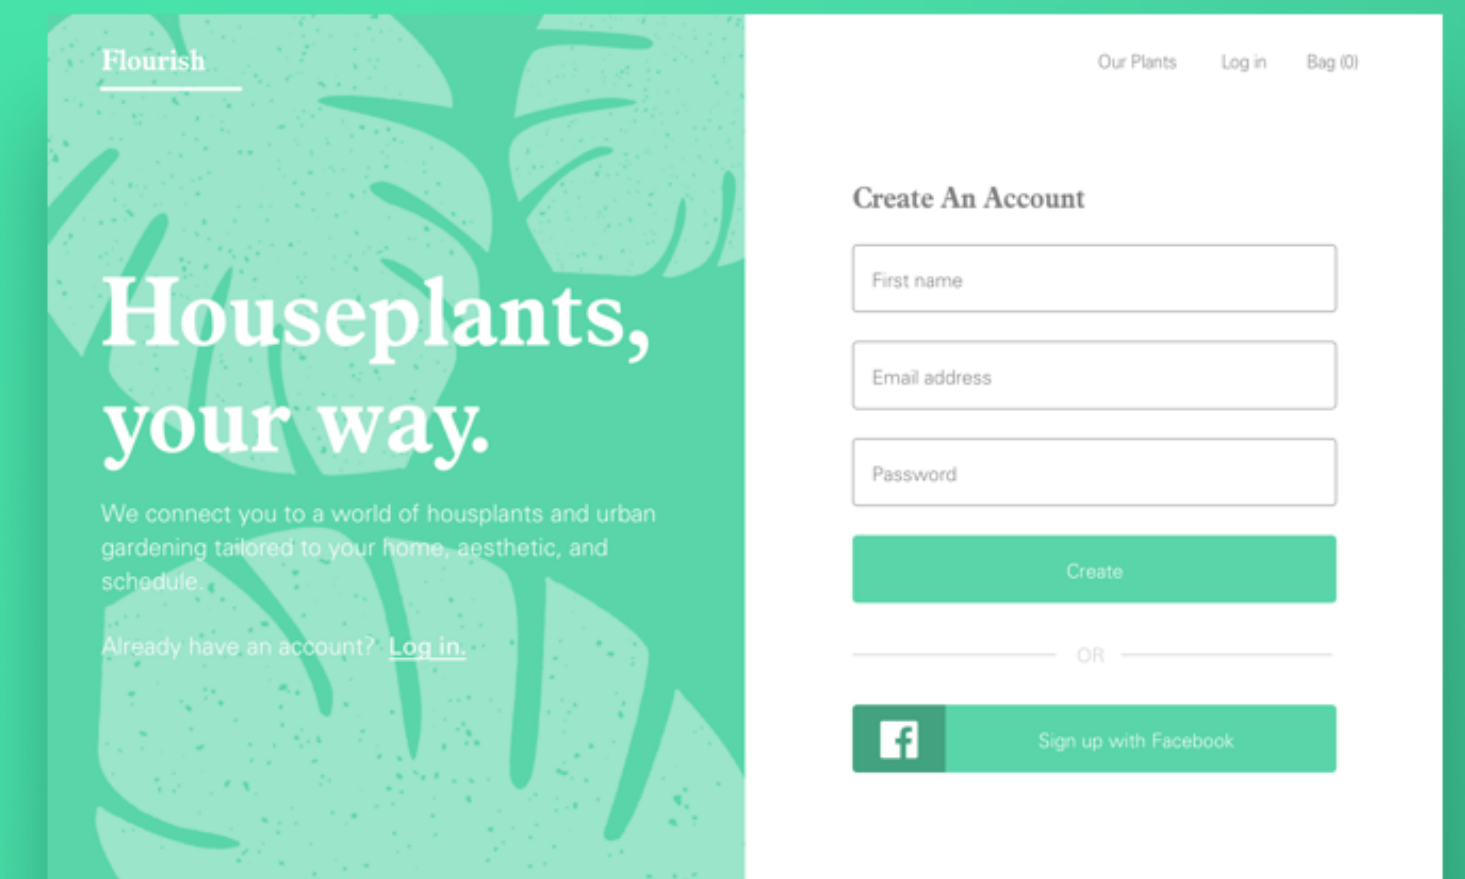 Flourish
Our Plants
Log in
Bag (0)
Houseplants,
your way.
We connect you to a world of housplants and urban
gardening tailored to your home, aesthetic, and
schedule.
Already have an account? Log in.
Create An Account
First name
Email address
Password
Create
OR
Sign up with Facebook